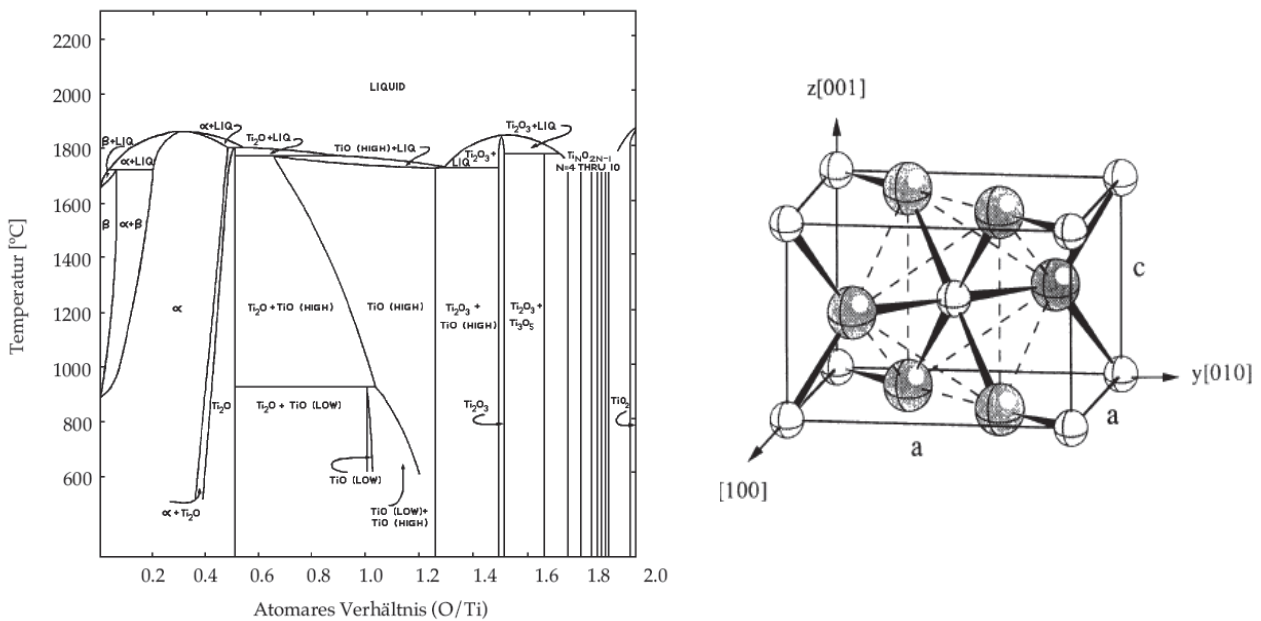 2200
2000
1800
1600
1400
1200
1000
800
600
Temperatur [ºC]
LIQUID
β+LIQ
α+LIQ
α+LIQ
Ti₂O+LIQ
TiO (HIGH)+LIQ
LIQ
Ti₂O₃+
Ti₂O₃+LIQ
TiNO2N-1
N=4 THRU 10
β
α+β
α
Ti₂O+TiO (HIGH)
TiO (HIGH)
Ti₂O₃ +
TiO (HIGH)
Ti₂O₃+
Ti₃O₅
Ti₂O
Ti₂O + TiO (LOW)
Ti₂O₃
TiO₂
TiO (LOW)
α+Ti₂O
TiO (LOW)+
TiO (HIGH)
0.2 0.4 0.6 0.8 1.0 1.2 1.4 1.6 1.8 2.0
Atomares Verhältnis (O/Ti)
z[001]
c
y[010]
a
a
[100]